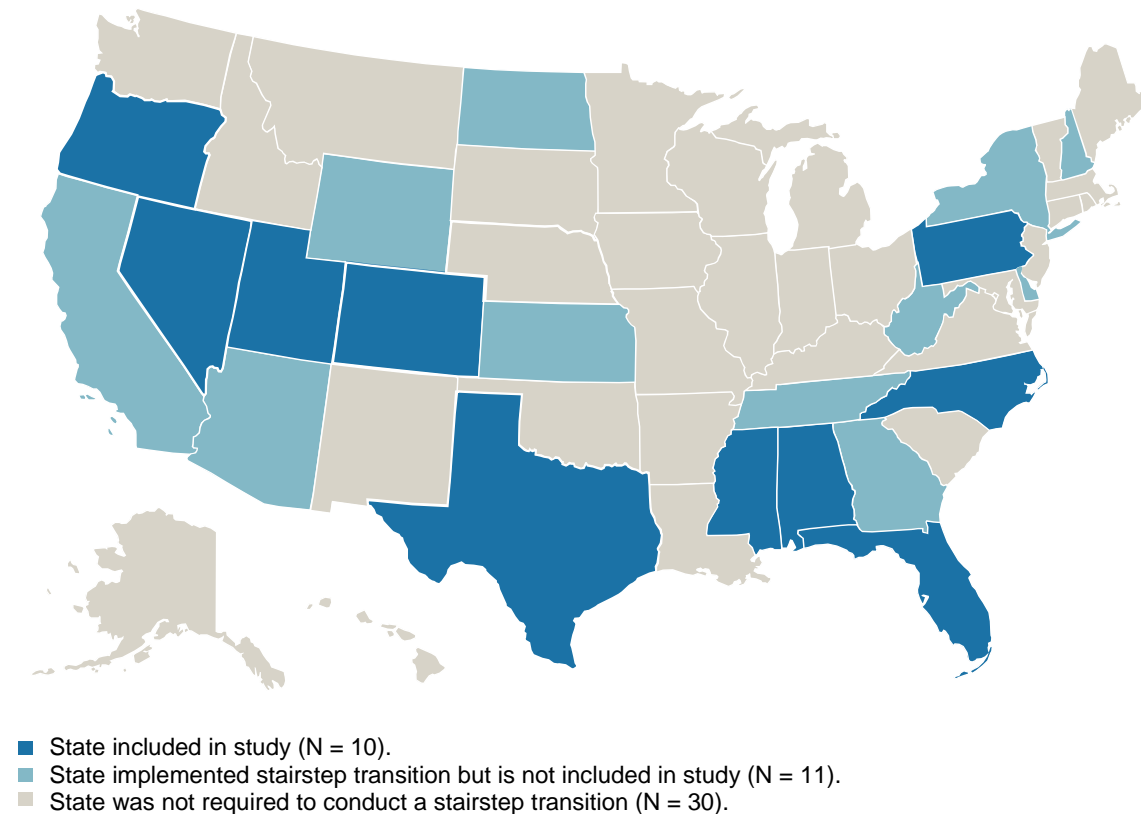 State included in study (N = 10).
State implemented stairstep transition but is not included in study (N = 11).
State was not required to conduct a stairstep transition (N = 30).